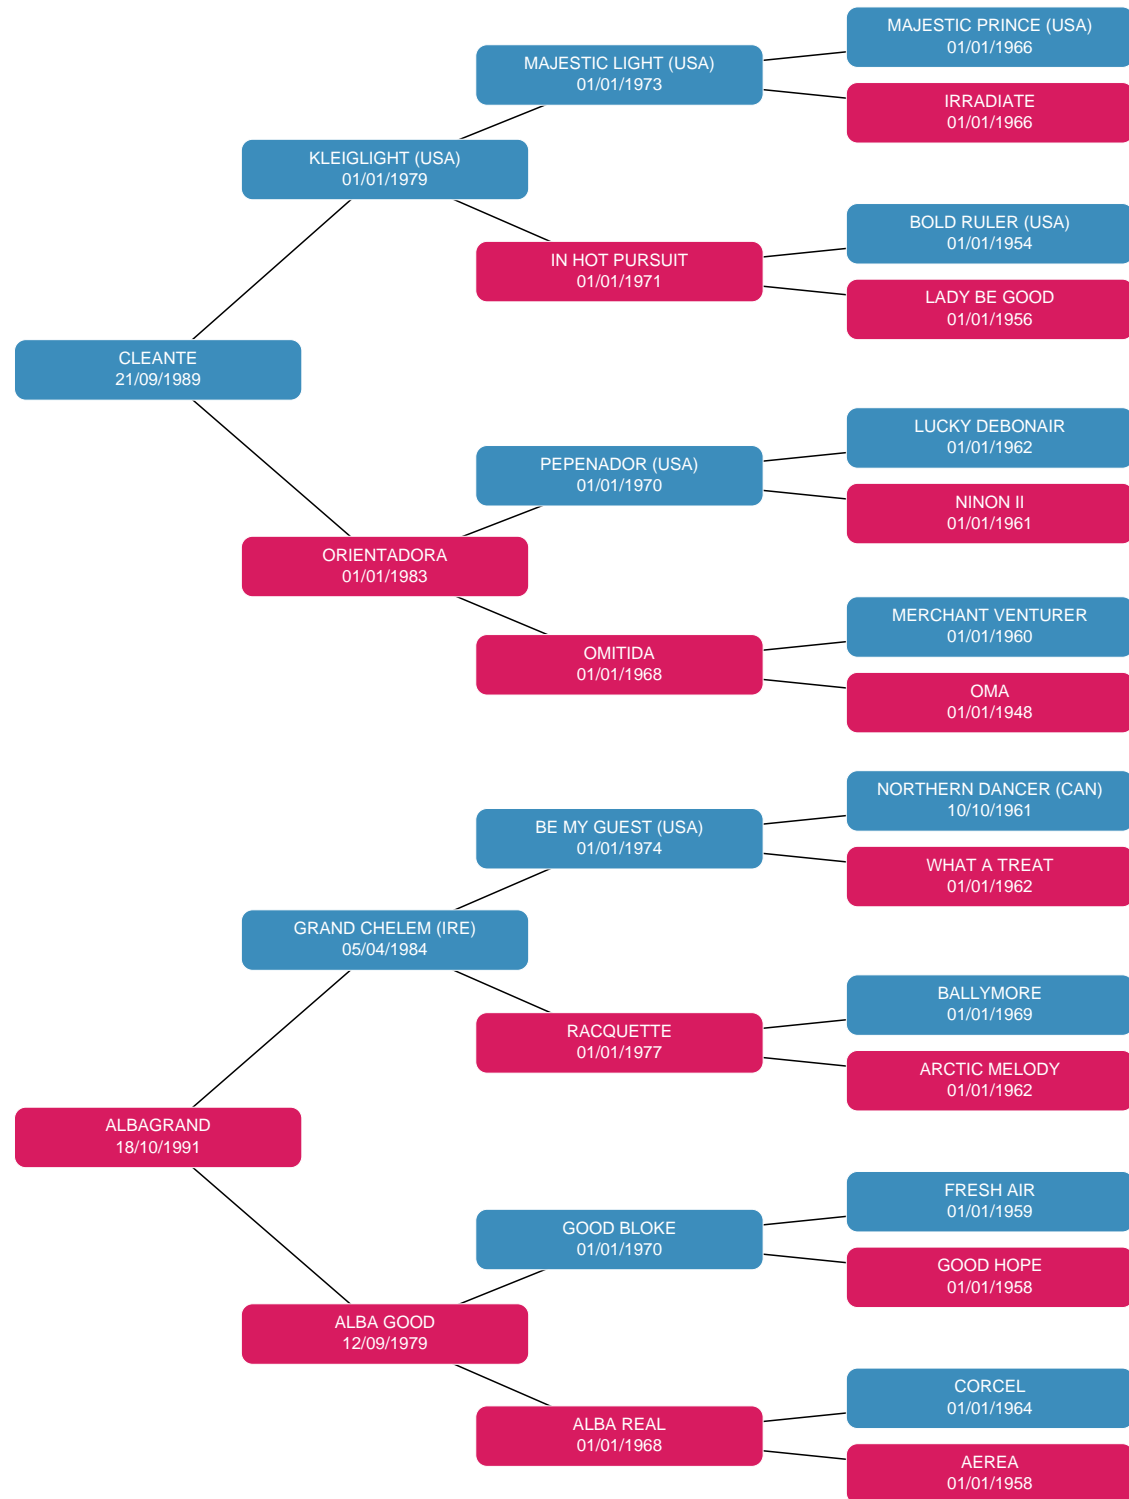 MAJESTIC PRINCE (USA)
01/01/1966
MAJESTIC LIGHT (USA)
01/01/1973
IRRADIATE
01/01/1966
KLEIGLIGHT (USA)
01/01/1979
BOLD RULER (USA)
01/01/1954
IN HOT PURSUIT
01/01/1971
LADY BE GOOD
01/01/1956
CLEANTE
21/09/1989
LUCKY DEBONAIR
01/01/1962
PEPENADOR (USA)
01/01/1970
NINON II
01/01/1961
ORIENTADORA
01/01/1983
MERCHANT VENTURER
01/01/1960
OMITIDA
01/01/1968
OMA
01/01/1948
NORTHERN DANCER (CAN)
10/10/1961
BE MY GUEST (USA)
01/01/1974
WHAT A TREAT
01/01/1962
GRAND CHELEM (IRE)
05/04/1984
BALLYMORE
01/01/1969
RACQUETTE
01/01/1977
ARCTIC MELODY
01/01/1962
ALBAGRAND
18/10/1991
FRESH AIR
01/01/1959
GOOD BLOKE
01/01/1970
GOOD HOPE
01/01/1958
ALBA GOOD
12/09/1979
CORCEL
01/01/1964
ALBA REAL
01/01/1968
AEREA
01/01/1958